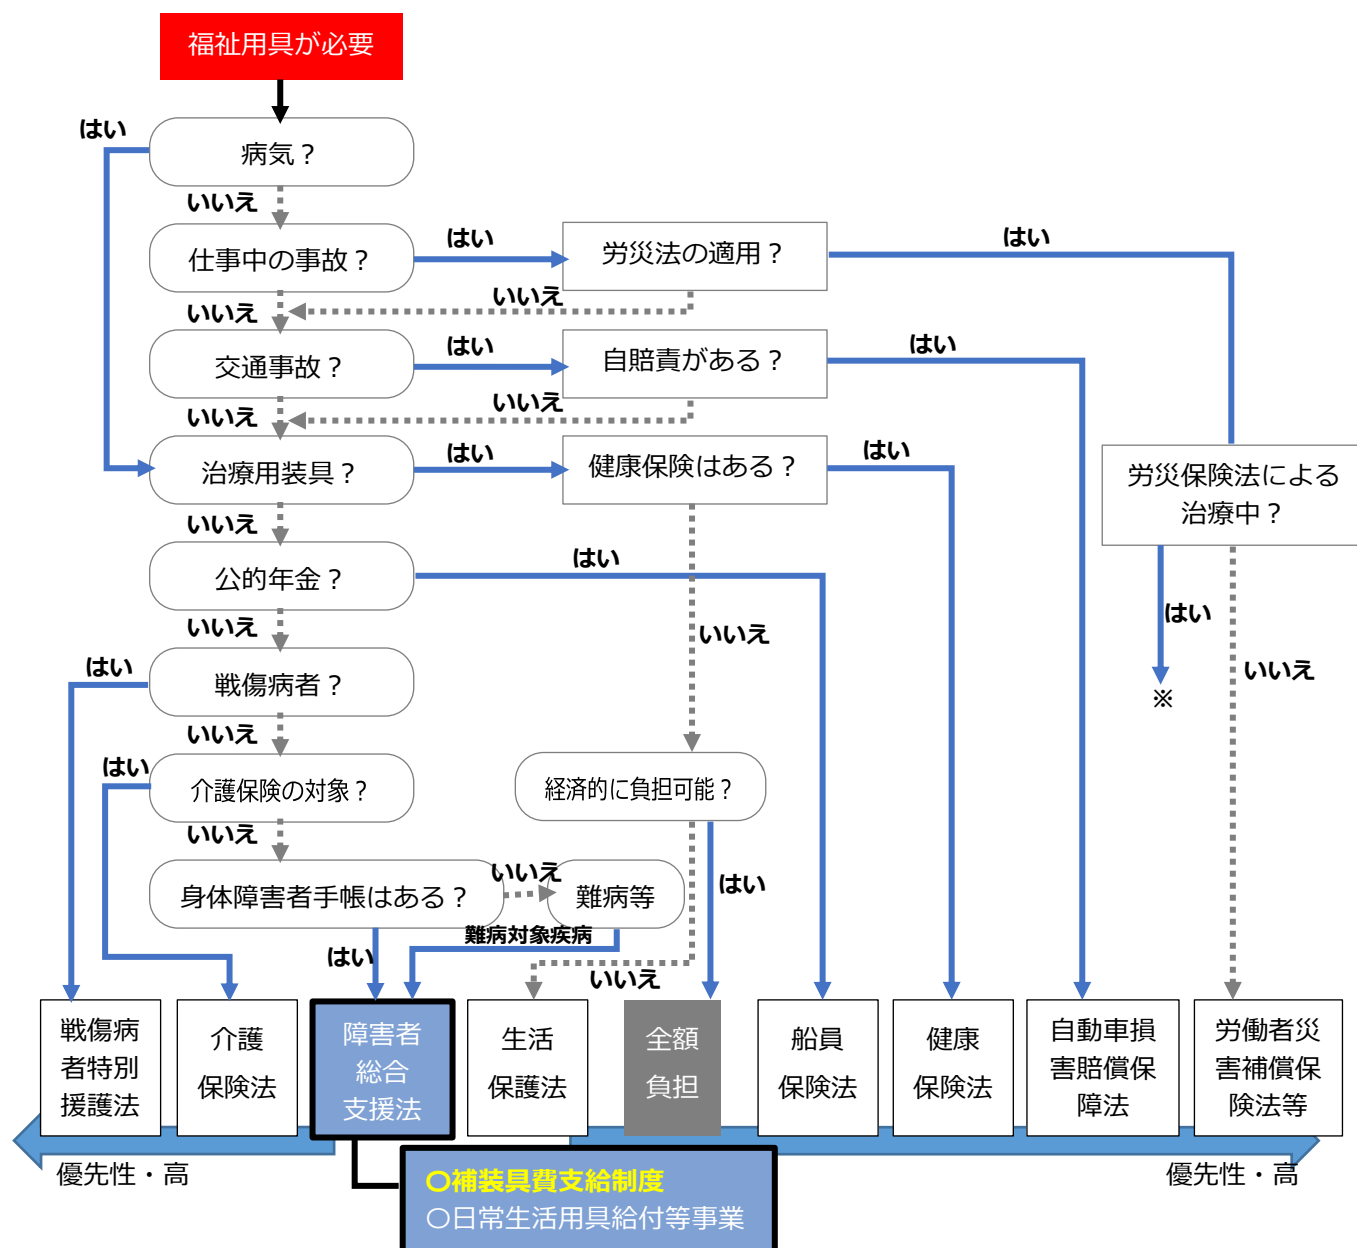 福祉用具が必要
はい
病気？
いいえ
仕事中の事故？
はい
労災法の適用？
はい
いいえ
いいえ
交通事故？
はい
自賠責がある？
はい
いいえ
いいえ
治療用装具？
はい
健康保険はある？
はい
労災保険法による
治療中？
いいえ
公的年金？
はい
はい
※
いいえ
いいえ
いいえ
はい
戦傷病者？
いいえ
はい
介護保険の対象？
経済的に負担可能？
いいえ
身体障害者手帳はある？
いいえ
難病等
はい
難病対象疾病
はい
いいえ
戦傷病
者特別
援護法
介護
保険法
障害者
総合
支援法
生活
保護法
全額
負担
船員
保険法
健康
保険法
自動車損
害賠償保
障法
労働者災
害補償保
険法等
優先性・高
優先性・高
〇補装具費支給制度
〇日常生活用具給付等事業